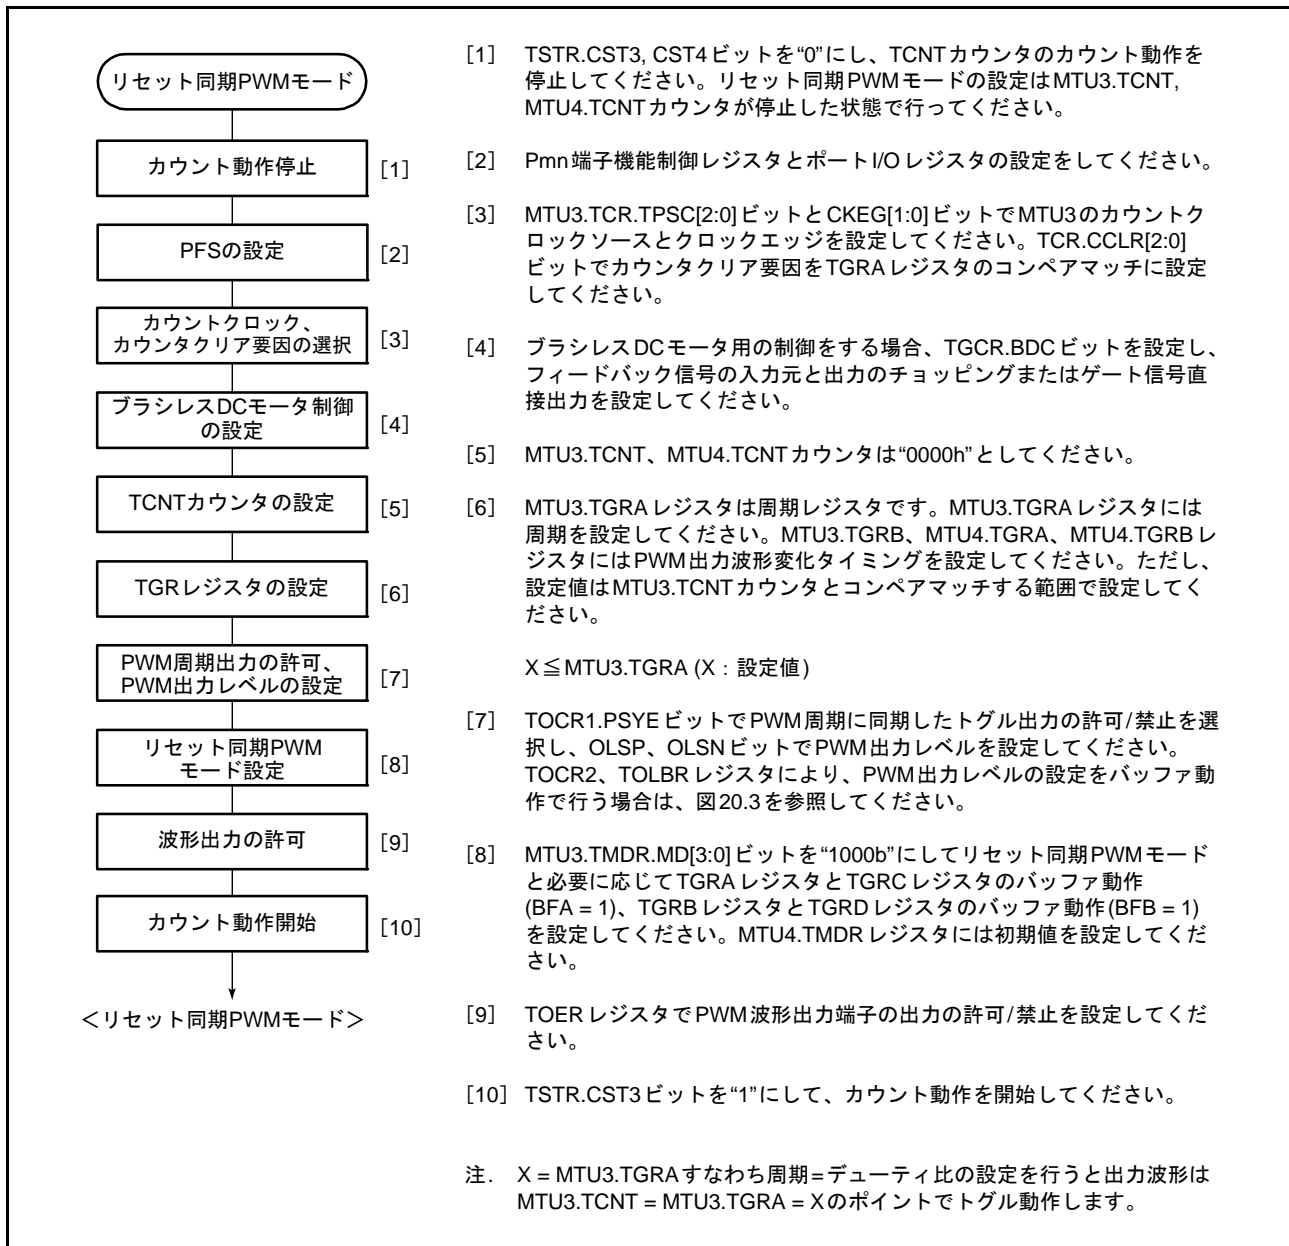 リセット同期PWMモード
カウント動作停止 [1]
PFSの設定 [2]
カウントクロック、
カウンタクリア要因の選択 [3]
ブラシレスDCモータ制御
の設定 [4]
TCNTカウンタの設定 [5]
TGRレジスタの設定 [6]
PWM周期出力の許可、
PWM出力レベルの設定 [7]
リセット同期PWM
モード設定 [8]
波形出力の許可 [9]
カウント動作開始 [10]
＜リセット同期PWMモード＞
[1] TSTR.CST3, CST4ビットを“0”にし、TCNTカウンタのカウント動作を
停止してください。リセット同期PWMモードの設定はMTU3.TCNT,
MTU4.TCNTカウンタが停止した状態で行ってください。
[2] Pmn端子機能制御レジスタとポートI/Oレジスタの設定をしてください。
[3] MTU3.TCR.TPSC[2:0]ビットとCKEG[1:0]ビットでMTU3のカウントク
ロックソースとクロックエッジを設定してください。TCR.CCLR[2:0]
ビットでカウンタクリア要因をTGRAレジスタのコンペアマッチに設定
してください。
[4] ブラシレスDCモータ用の制御をする場合、TGCR.BDCビットを設定し、
フィードバック信号の入力元と出力のチョッピングまたはゲート信号直
接出力を設定してください。
[5] MTU3.TCNT、MTU4.TCNTカウンタは“0000h”としてください。
[6] MTU3.TGRAレジスタは周期レジスタです。MTU3.TGRAレジスタには
周期を設定してください。MTU3.TGRB、MTU4.TGRA、MTU4.TGRBレ
ジスタにはPWM出力波形変化タイミングを設定してください。ただし、
設定値はMTU3.TCNTカウンタとコンペアマッチする範囲で設定してく
ださい。
X≦MTU3.TGRA (X：設定値)
[7] TOCR1.PSYEビットでPWM周期に同期したトグル出力の許可/禁止を選
択し、OLSP、OLSNビットでPWM出力レベルを設定してください。
TOCR2、TOLBRレジスタにより、PWM出力レベルの設定をバッファ動
作で行う場合は、図20.3を参照してください。
[8] MTU3.TMDR.MD[3:0]ビットを“1000b”にしてリセット同期PWMモード
と必要に応じてTGRAレジスタとTGRCレジスタのバッファ動作
(BFA = 1)、TGRBレジスタとTGRDレジスタのバッファ動作(BFB = 1)
を設定してください。MTU4.TMDRレジスタには初期値を設定してくだ
さい。
[9] TOERレジスタでPWM波形出力端子の出力の許可/禁止を設定してくだ
さい。
[10] TSTR.CST3ビットを“1”にして、カウント動作を開始してください。
注. X = MTU3.TGRAすなわち周期=デューティ比の設定を行うと出力波形は
MTU3.TCNT = MTU3.TGRA = Xのポイントでトグル動作します。